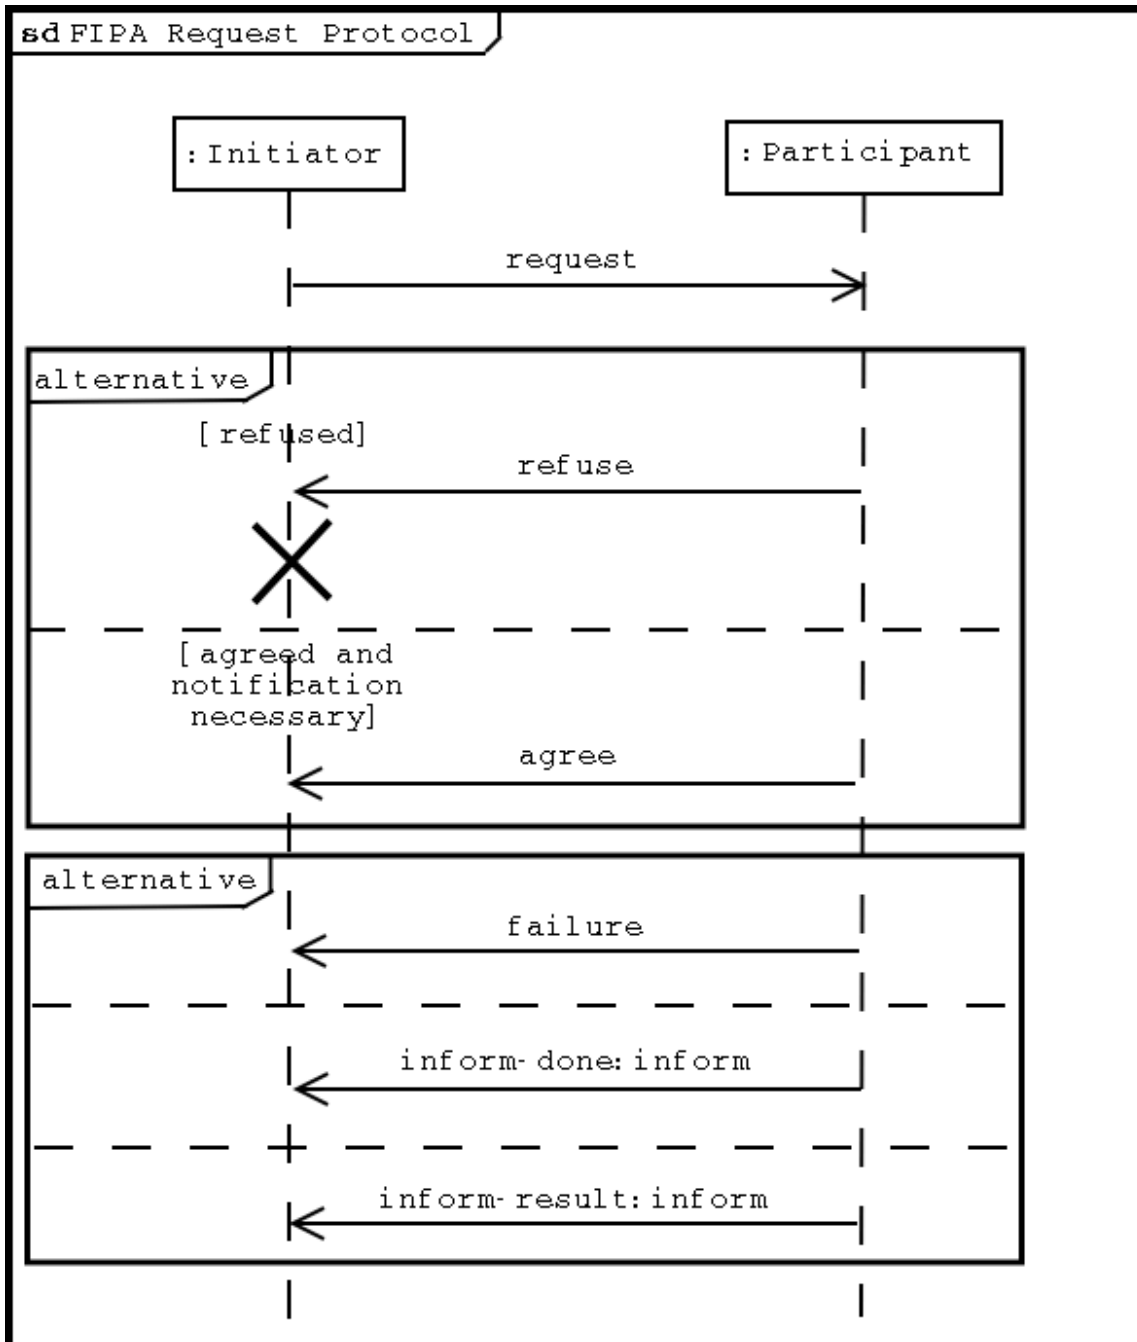 sd FIPA Request Protocol
:Initiator
:Participant
request
alternative
[refused]
refuse
[agreed and
notification
necessary]
agree
alternative
failure
inform-done:inform
inform-result:inform